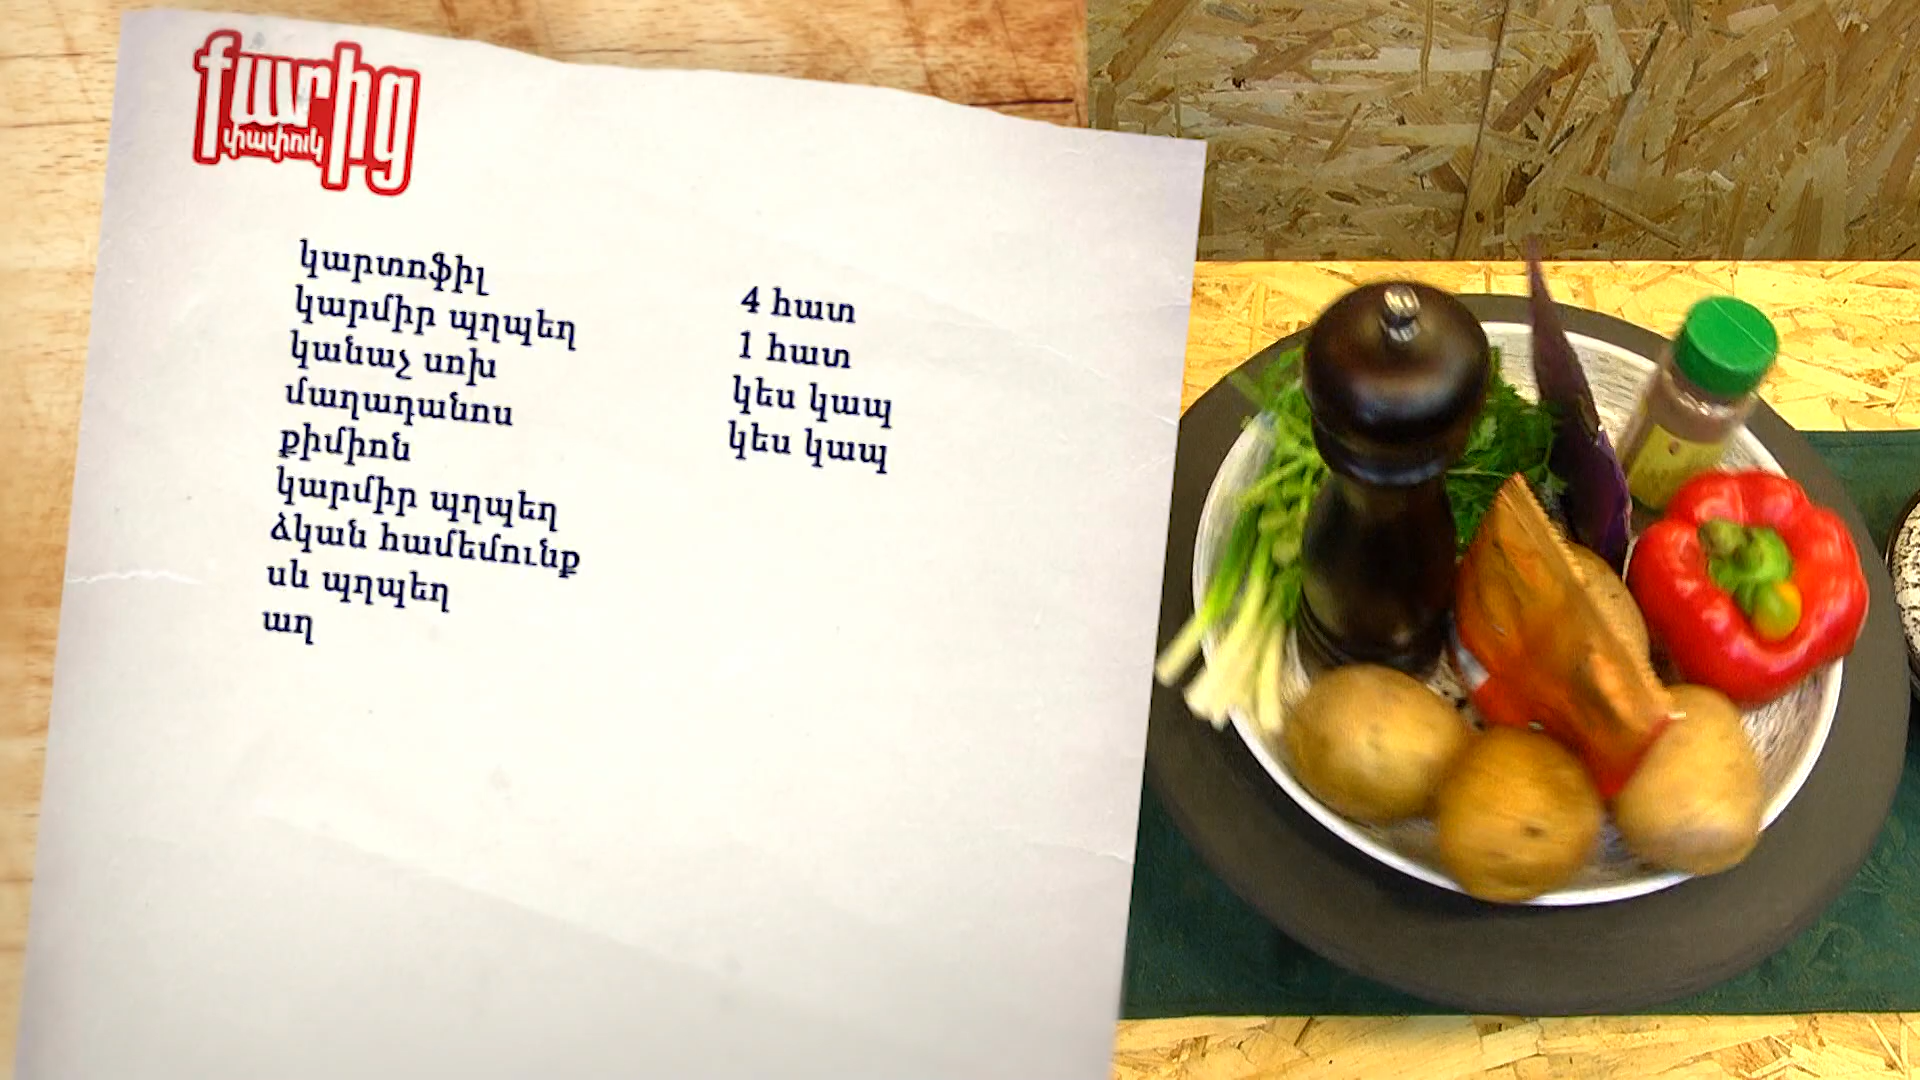 քարից
փափուկ
կարտոֆիլ 4 հատ
կարմիր պղպեղ 1 հատ
կանաչ սոխ կես կապ
մաղադանոս կես կապ
քիմիոն
կարմիր պղպեղ
ձկան համեմունք
սև պղպեղ
աղ